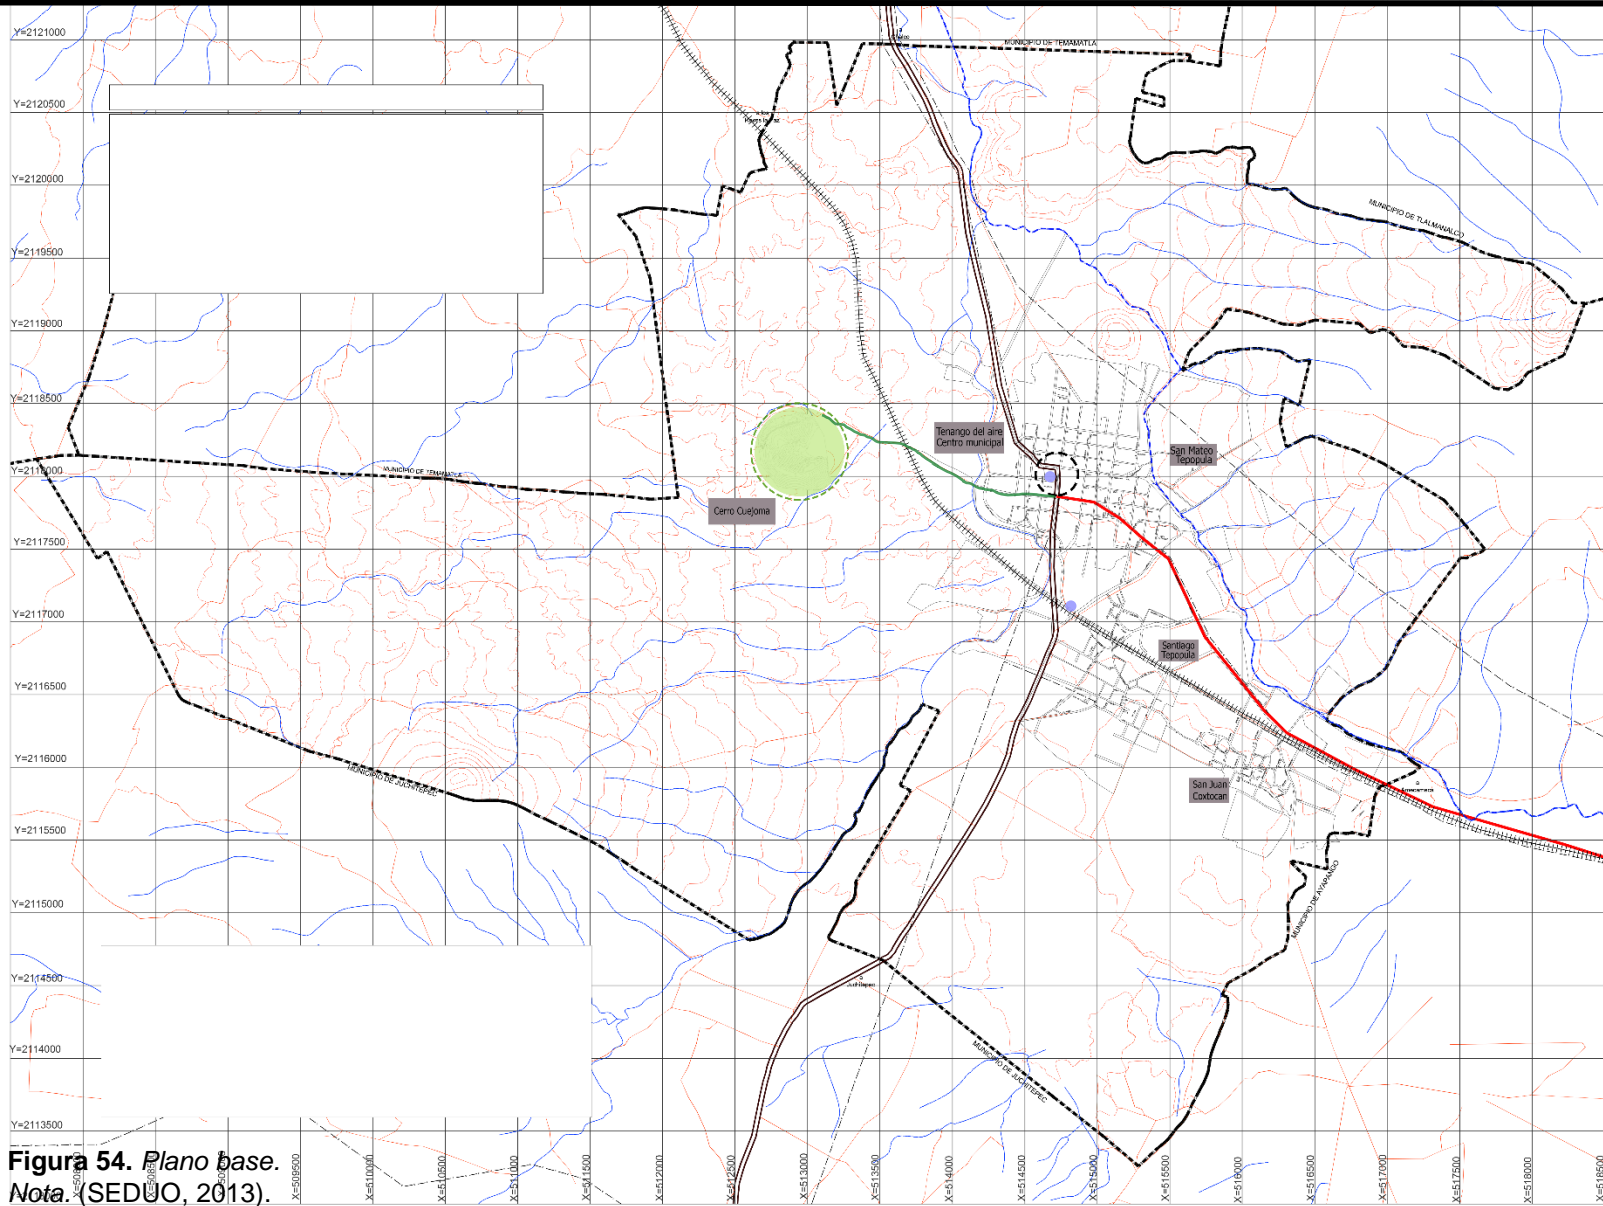 Y=2121000
MUNICIPIO DE TEMAMATLA
Y=2120500
Y=2120000
MUNICIPIO DE TLALMANALCO
Y=2119500
Y=2119000
Y=2118500
Tenango del aire
Centro municipal
San Mateo
Tepopula
Y=2118000
MUNICIPIO DE TEMAMATLA
Cerro Cuejoma
Y=2117500
Y=2117000
Santiago
Tepopula
Y=2116500
Y=2116000
MUNICIPIO DE JUCHITEPEC
San Juan
Coxtocan
Amecameca
Y=2115500
MUNICIPIO DE AYAPANGO
Y=2115000
Y=2114500
Juchitepec
Y=2114000
MUNICIPIO DE JUCHITEPEC
Y=2113500
Figura 54. Plano base.
Nota. (SEDUO, 2013).
X=509500
X=510000
X=510500
X=511000
X=511500
X=512000
X=512500
X=513000
X=513500
X=514000
X=514500
X=515000
X=515500
X=516000
X=516500
X=517000
X=517500
X=518000
X=518500